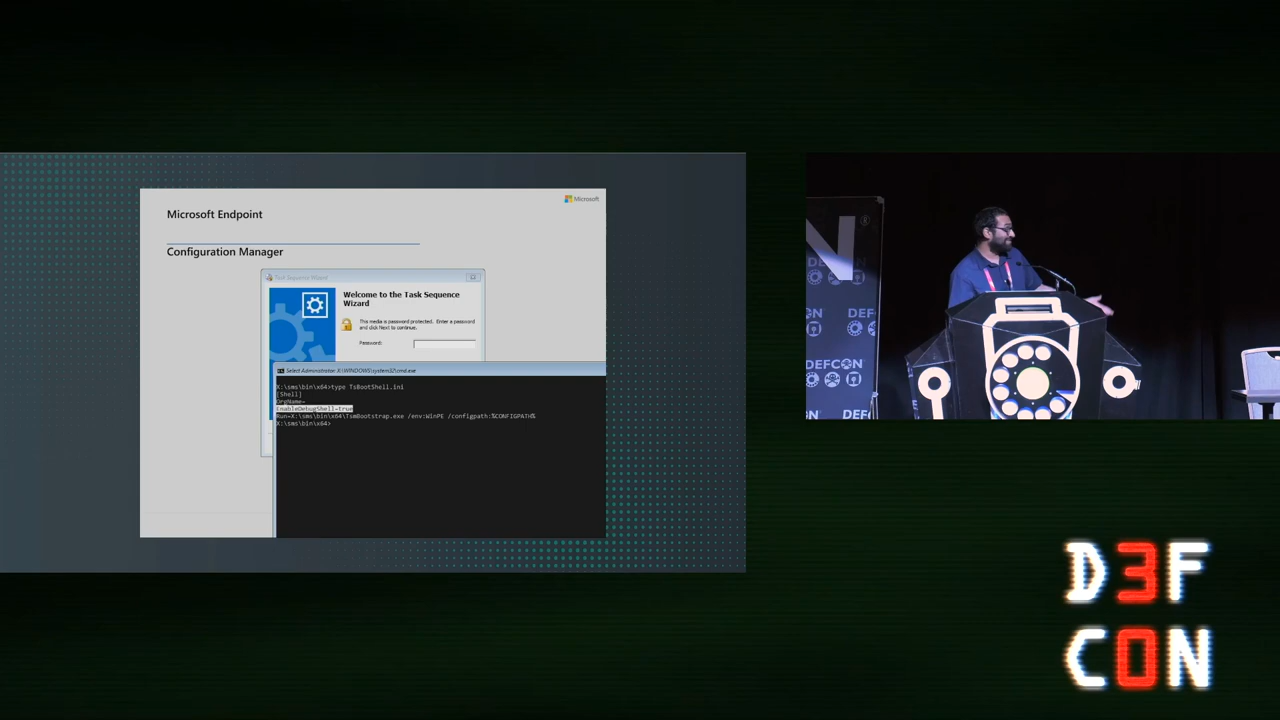 Microsoft
Microsoft Endpoint
Configuration Manager
Task Sequence Wizard
Welcome to the Task Sequence
Wizard
This media is password protected. Enter a password
and click Next to continue.
Password:
Select Administrator: X:\WINDOWS\system32\cmd.exe
X:\sms\bin\x64>type TsBootShell.ini
[Shell]
OrgName=
EnableDebugShell=true
Run=X:\sms\bin\x64\TsmBootstrap.exe /env:WinPE /configpath:%CONFIGPATH%
X:\sms\bin\x64>
N
®
DEFCON
DEF
DEFCON
D3F
C0N